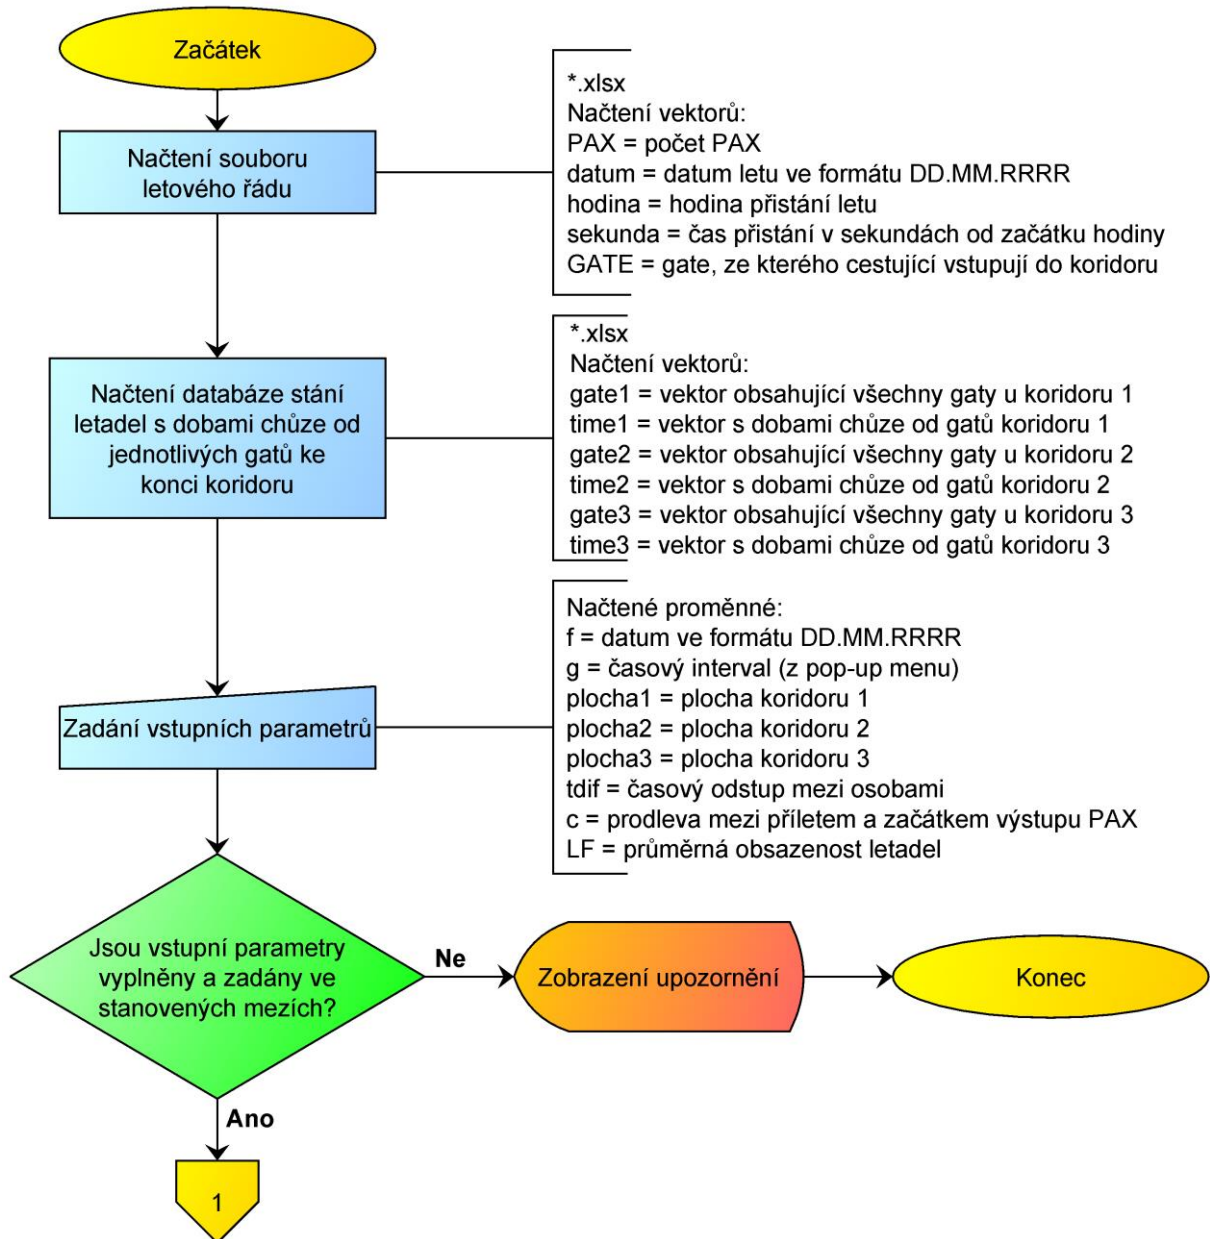 Začátek
Načtení souboru
letového řádu
*.xlsx
Načtení vektorů:
PAX = počet PAX
datum = datum letu ve formátu DD.MM.RRRR
hodina = hodina přistání letu
sekunda = čas přistání v sekundách od začátku hodiny
GATE = gate, ze kterého cestující vstupují do koridoru
Načtení databáze stání
letadel s dobami chůze od
jednotlivých gatů ke
konci koridoru
*.xlsx
Načtení vektorů:
gate1 = vektor obsahující všechny gaty u koridoru 1
time1 = vektor s dobami chůze od gatů koridoru 1
gate2 = vektor obsahující všechny gaty u koridoru 2
time2 = vektor s dobami chůze od gatů koridoru 2
gate3 = vektor obsahující všechny gaty u koridoru 3
time3 = vektor s dobami chůze od gatů koridoru 3
Zadání vstupních parametrů
Načtené proměnné:
f = datum ve formátu DD.MM.RRRR
g = časový interval (z pop-up menu)
plocha1 = plocha koridoru 1
plocha2 = plocha koridoru 2
plocha3 = plocha koridoru 3
tdif = časový odstup mezi osobami
c = prodleva mezi příletem a začátkem výstupu PAX
LF = průměrná obsazenost letadel
Jsou vstupní parametry
vyplněny a zadány ve
stanovených mezích?
Ne
Zobrazení upozornění
Konec
Ano
1